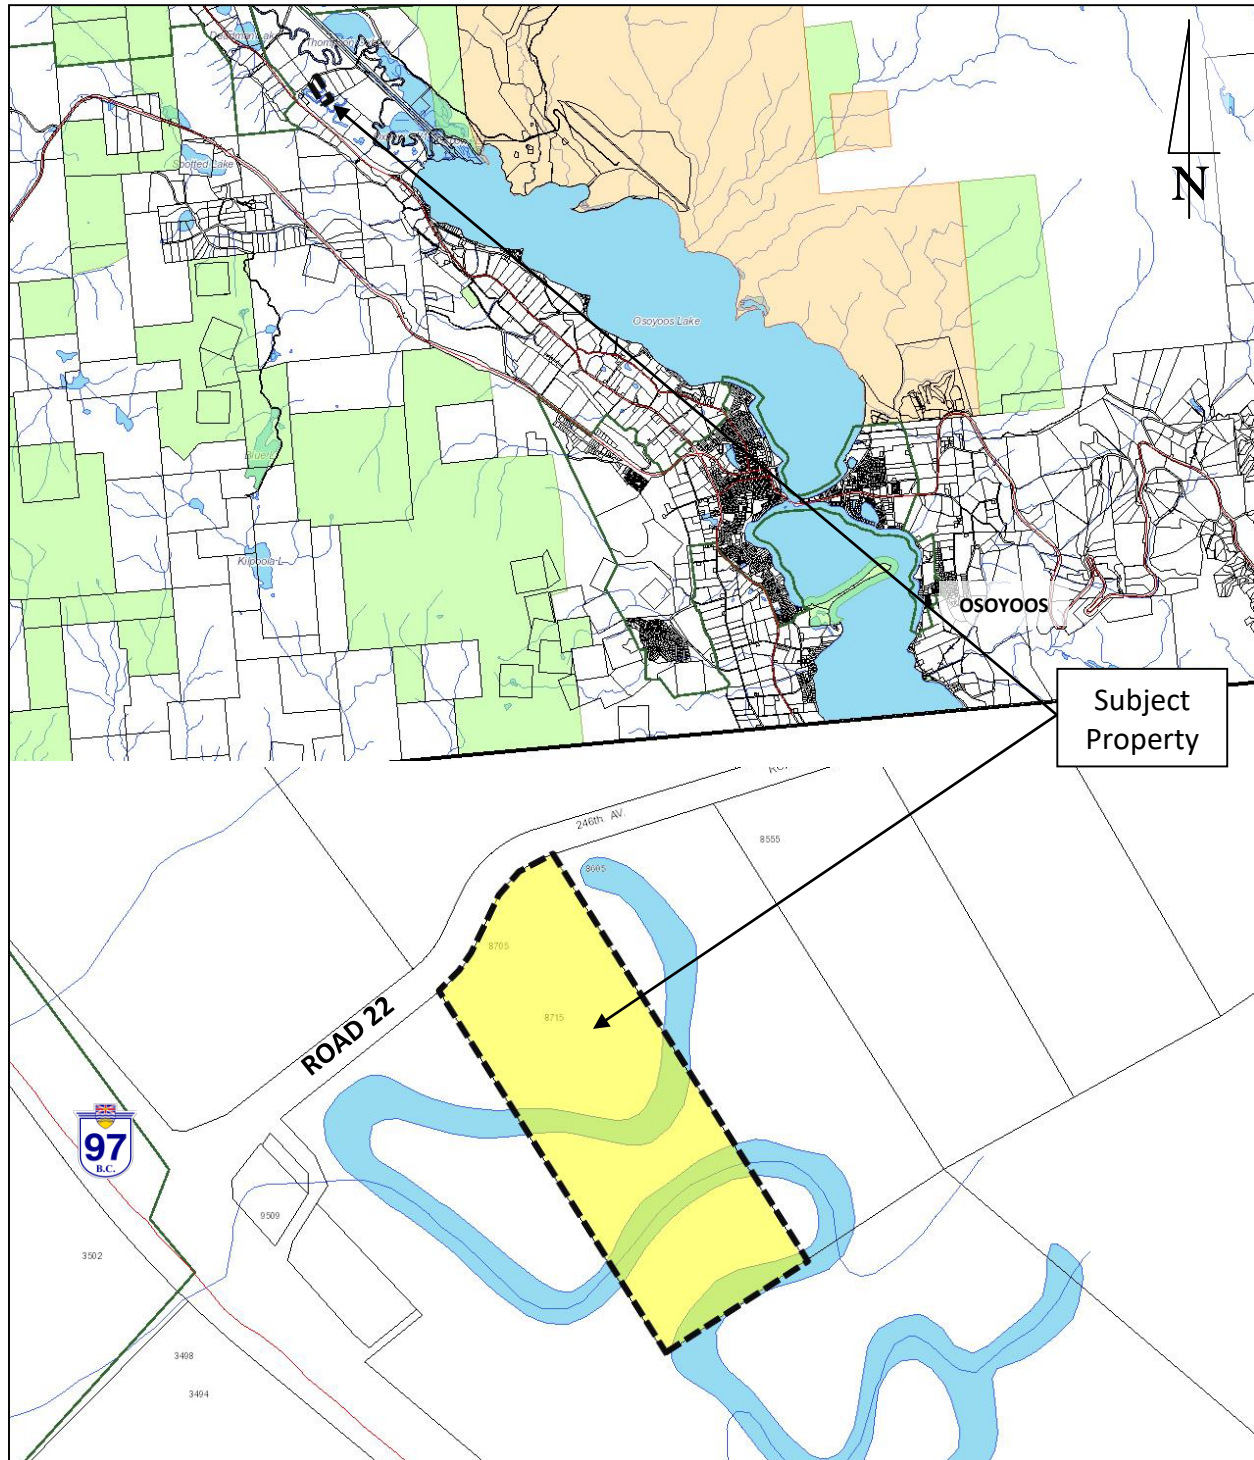 Spotted Lake
N
Osoyoos Lake
Blue L
Kilpoola L
OSOYOOS
Subject
Property
246th. AV.
8555
8605
8705
8715
ROAD 22
97
B.C.
9509
3502
3498
3494